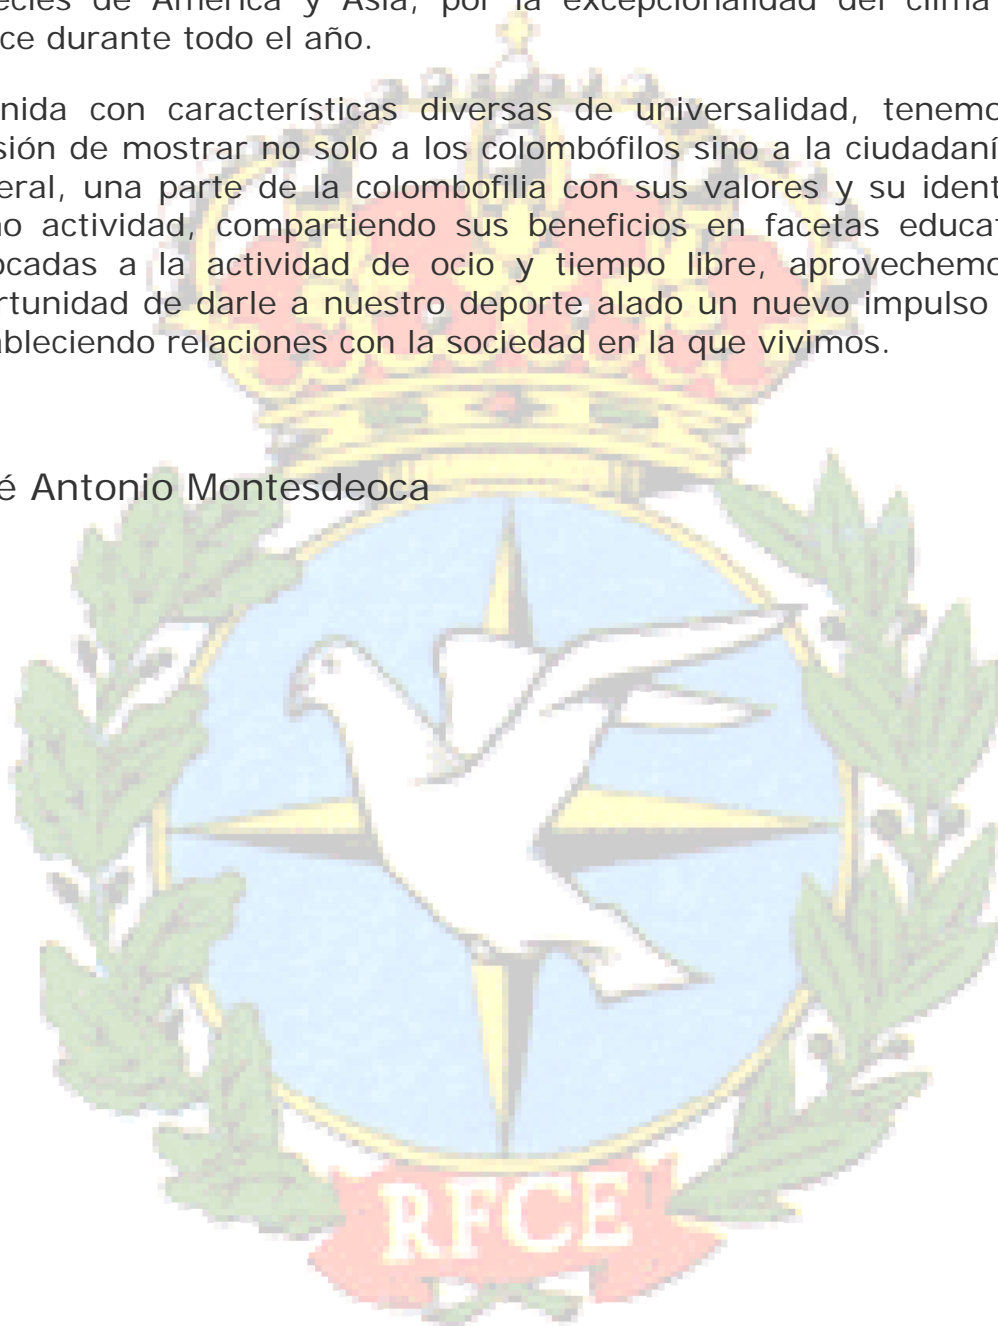 ecies de América y Asia, por la excepcionalidad del clima
ce durante todo el año.
nida con características diversas de universalidad, tenemo
sión de mostrar no solo a los colombófilos sino a la ciudadaní
eral, una parte de la colombofilia con sus valores y su ident
no actividad, compartiendo sus beneficios en facetas educat
ocadas a la actividad de ocio y tiempo libre, aprovechemo
rtunidad de darle a nuestro deporte alado un nuevo impulso
ableciendo relaciones con la sociedad en la que vivimos.
é Antonio Montesdeoca
RFCE